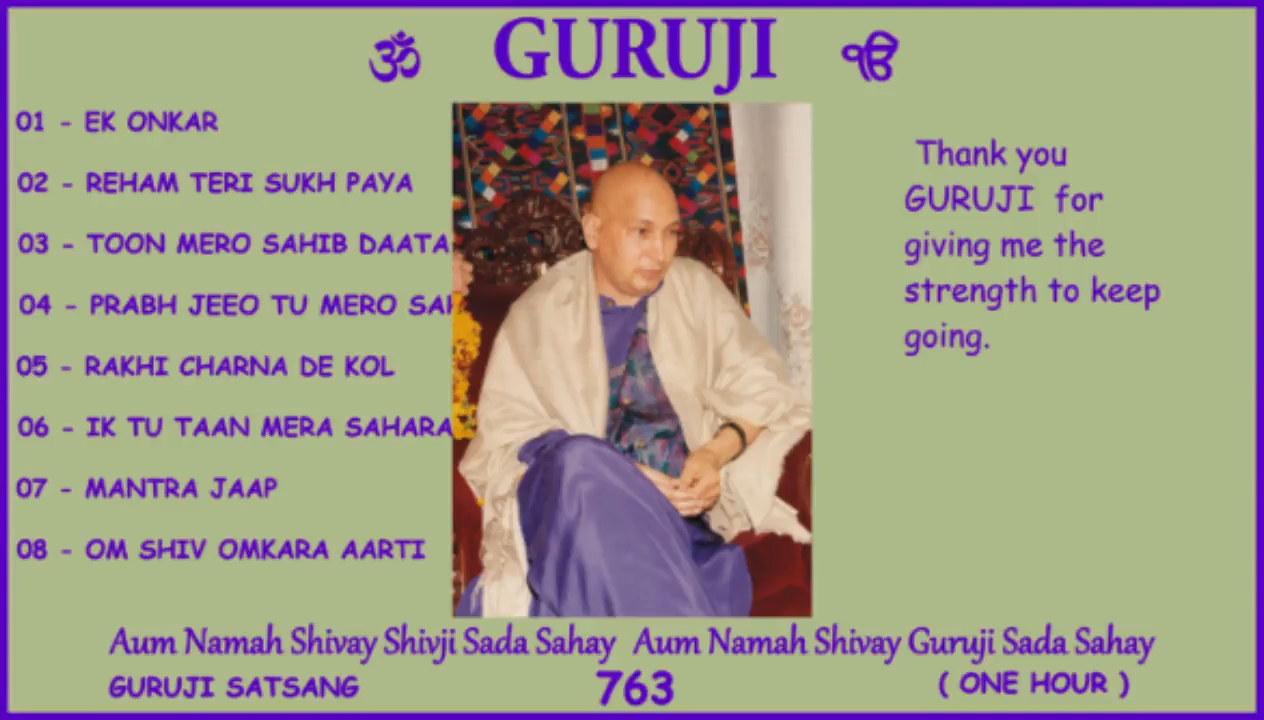 ॐ GURUJI ੴ
01 - EK ONKAR
02 - REHAM TERI SUKH PAYA
03 - TOON MERO SAHIB DAATA
04 - PRABH JEEO TU MERO
05 - RAKHI CHARNA DE KOL
06 - IK TU TAAN MERA SAHARA
07 - MANTRA JAAP
08 - OM SHIV OMKARA AARTI
Thank you
GURUJI for
giving me the
strength to keep
going.
Aum Namah Shivay Shivji Sada Sahay Aum Namah Shivay Guruji Sada Sahay
GURUJI SATSANG 763 ( ONE HOUR )